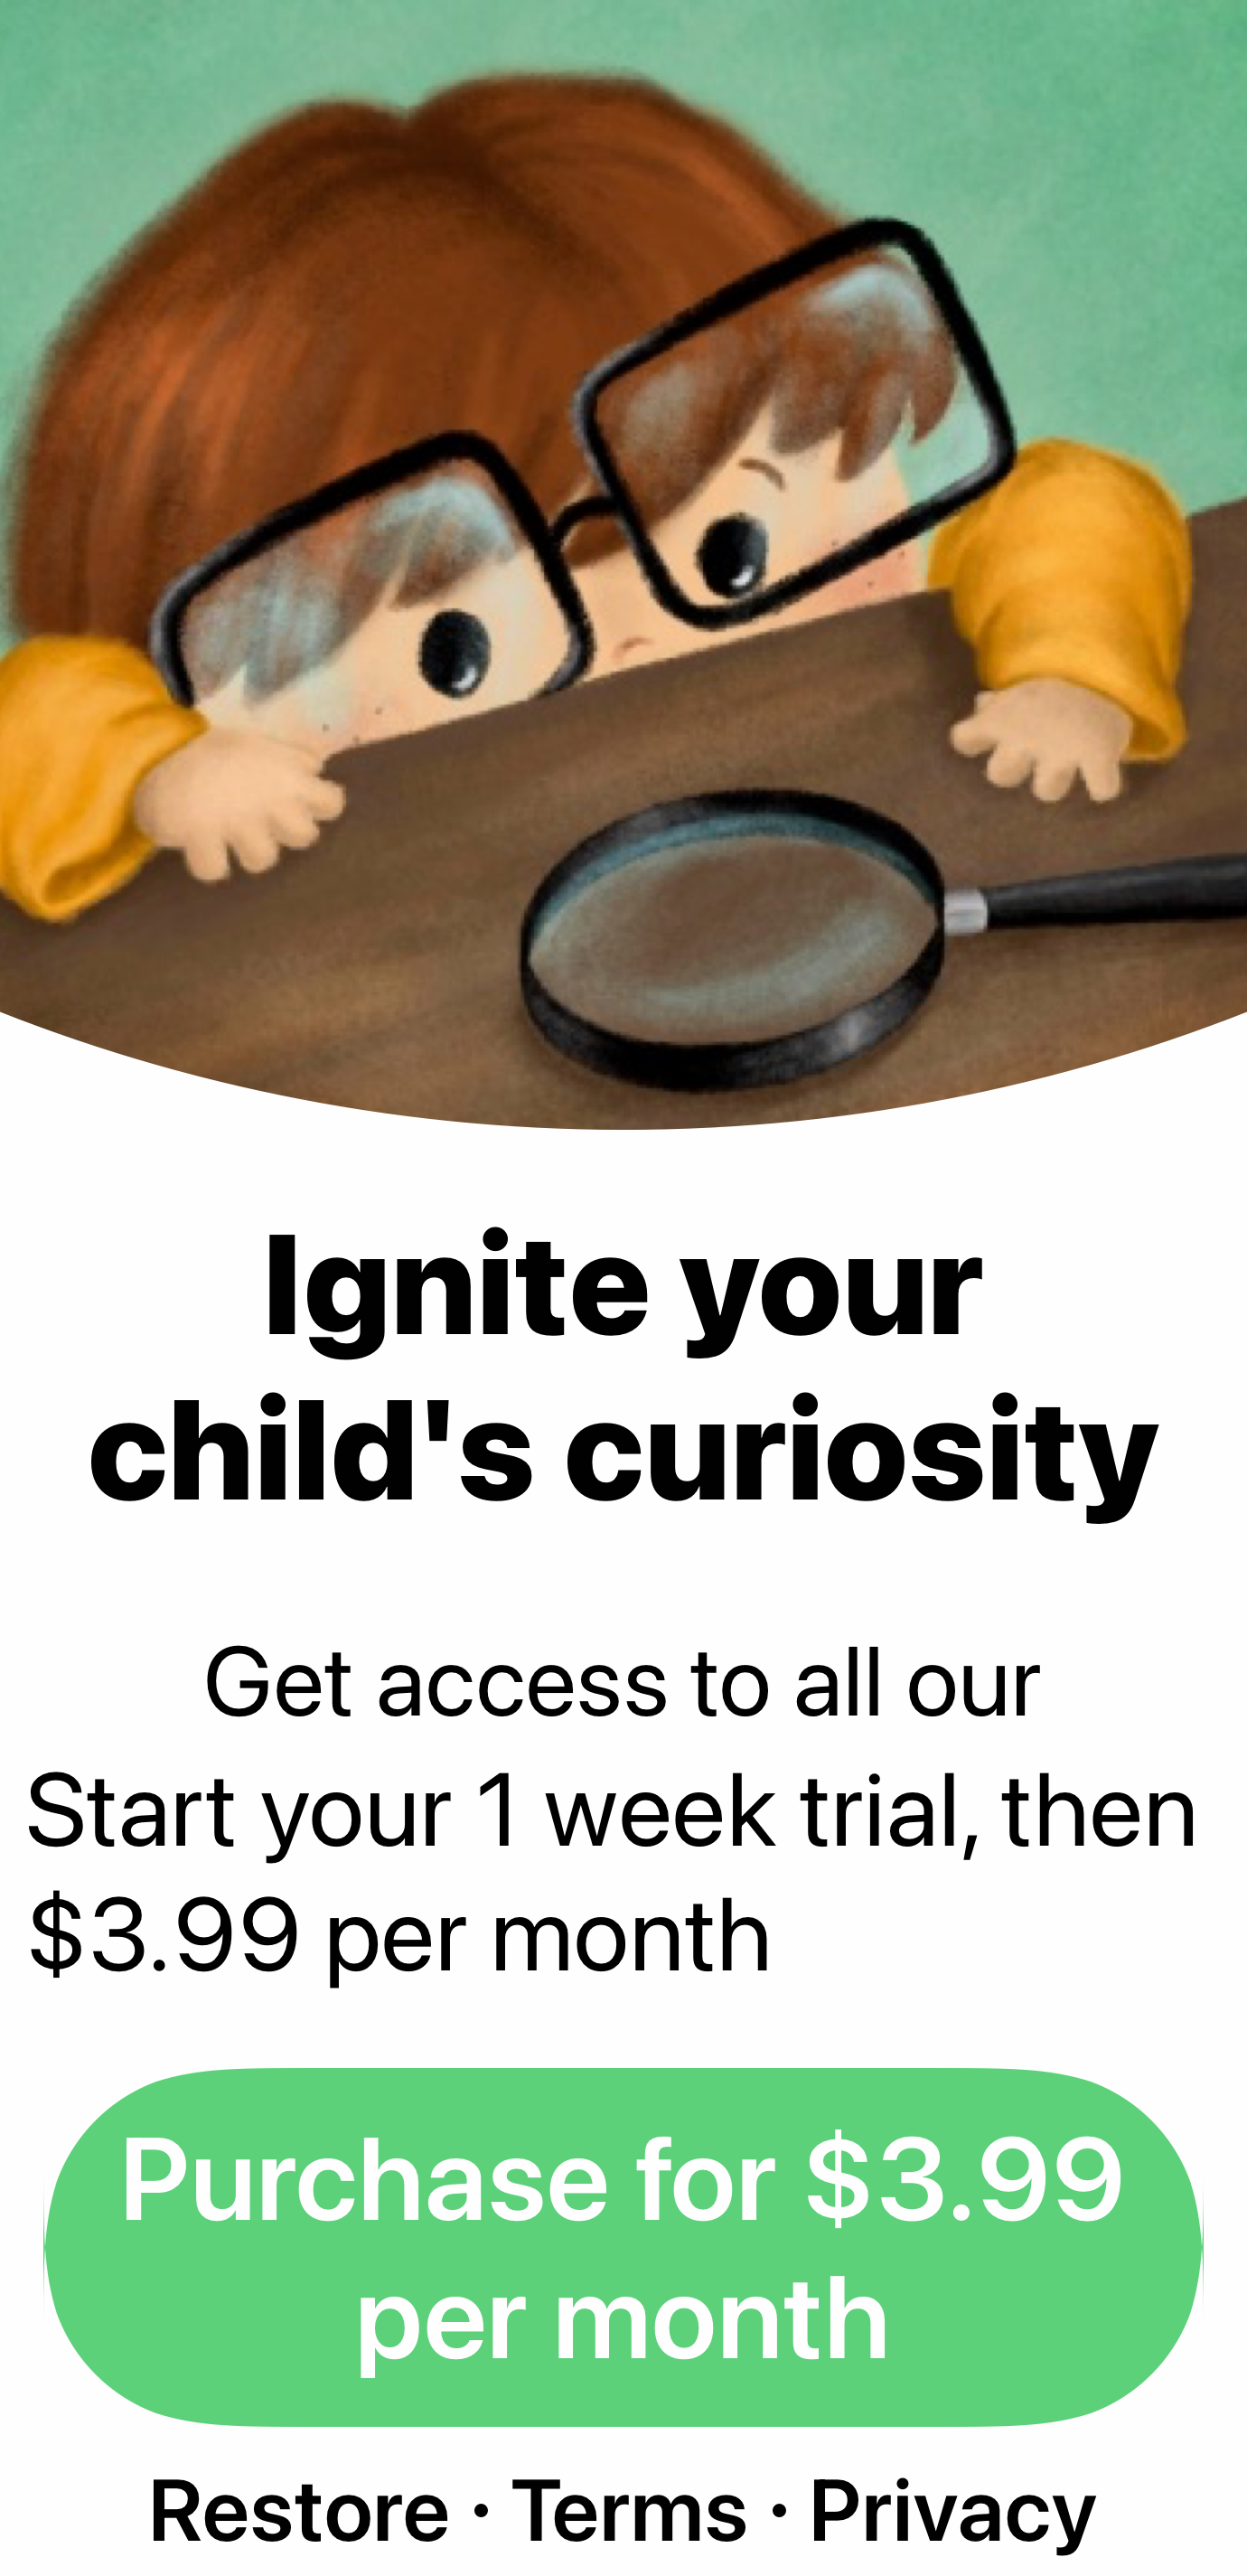 Ignite your
child's curiosity
Get access to all our
Start your 1 week trial, then
$3.99 per month
Purchase for $3.99
per month
Restore · Terms · Privacy